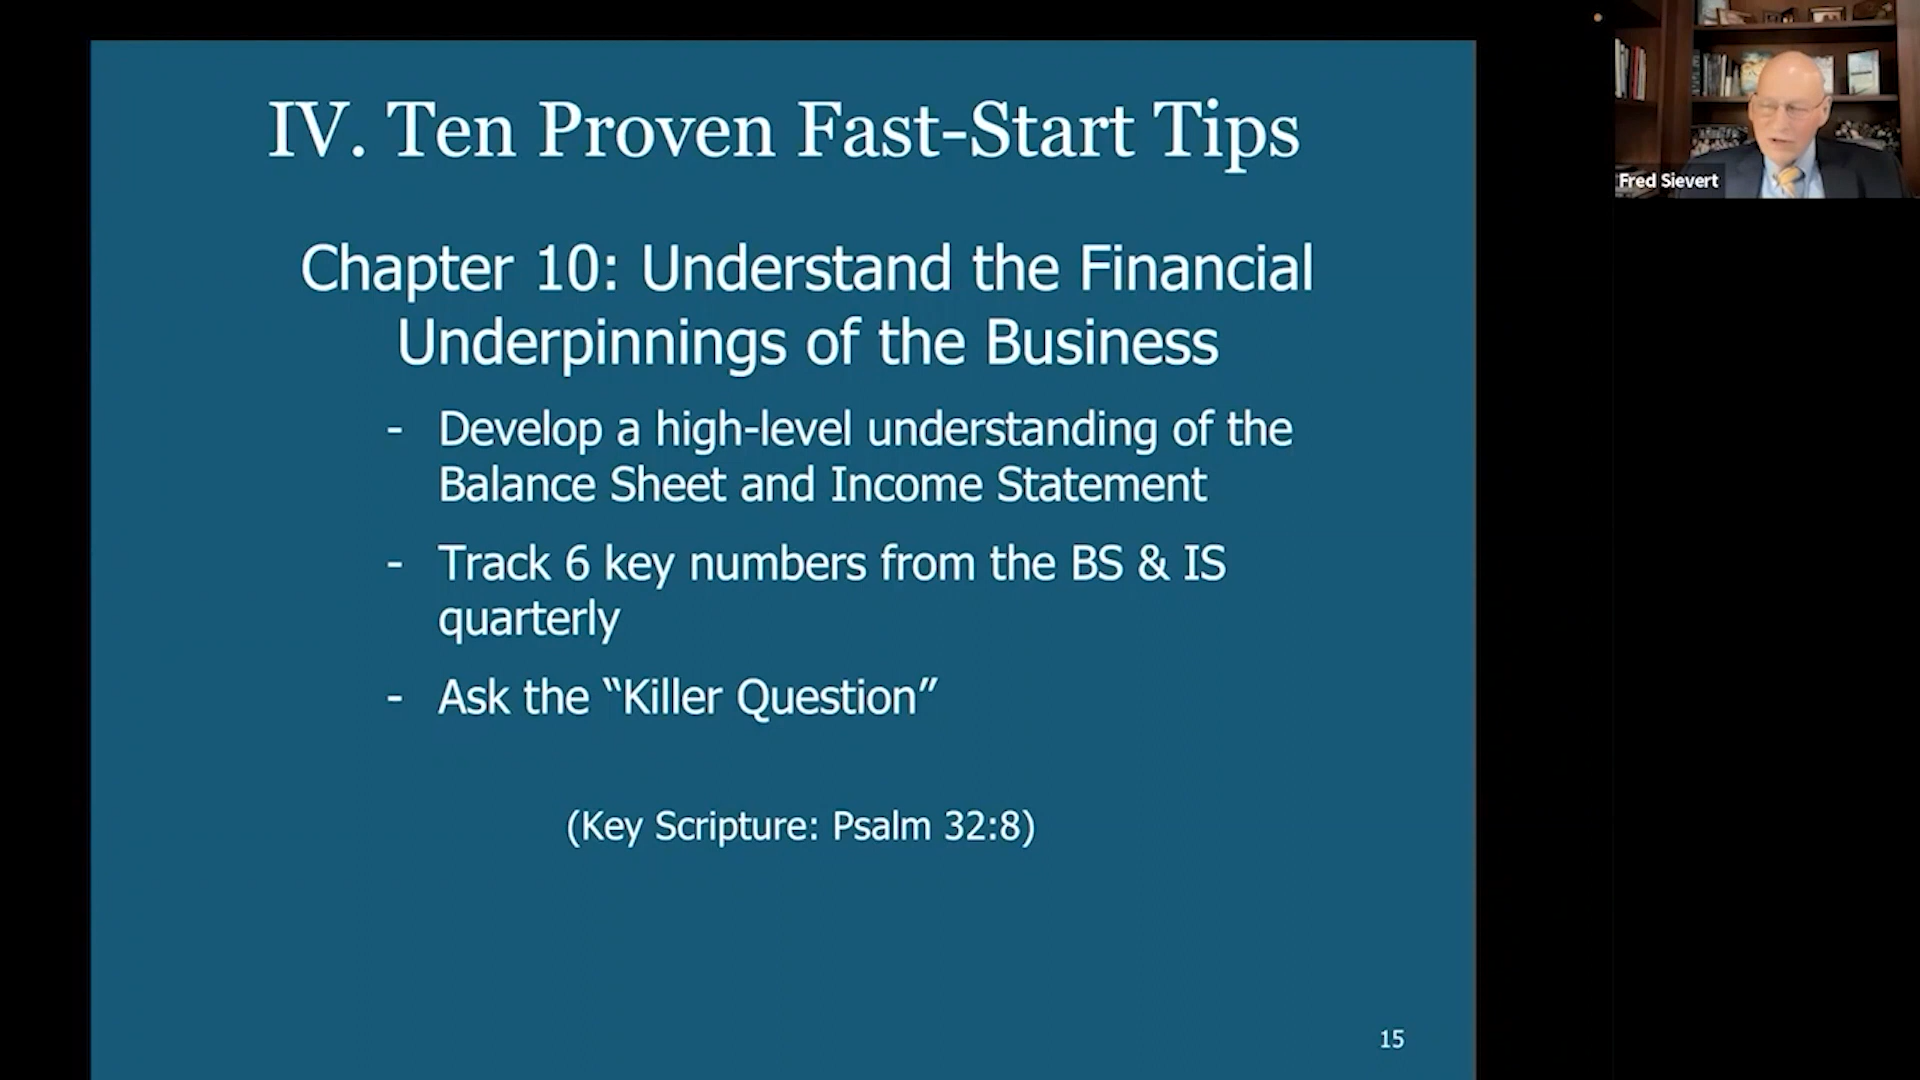 IV. Ten Proven Fast-Start Tips
Chapter 10: Understand the Financial
Underpinnings of the Business
- Develop a high-level understanding of the
Balance Sheet and Income Statement
- Track 6 key numbers from the BS & IS
quarterly
- Ask the “Killer Question”
(Key Scripture: Psalm 32:8)
15
Fred Sievert